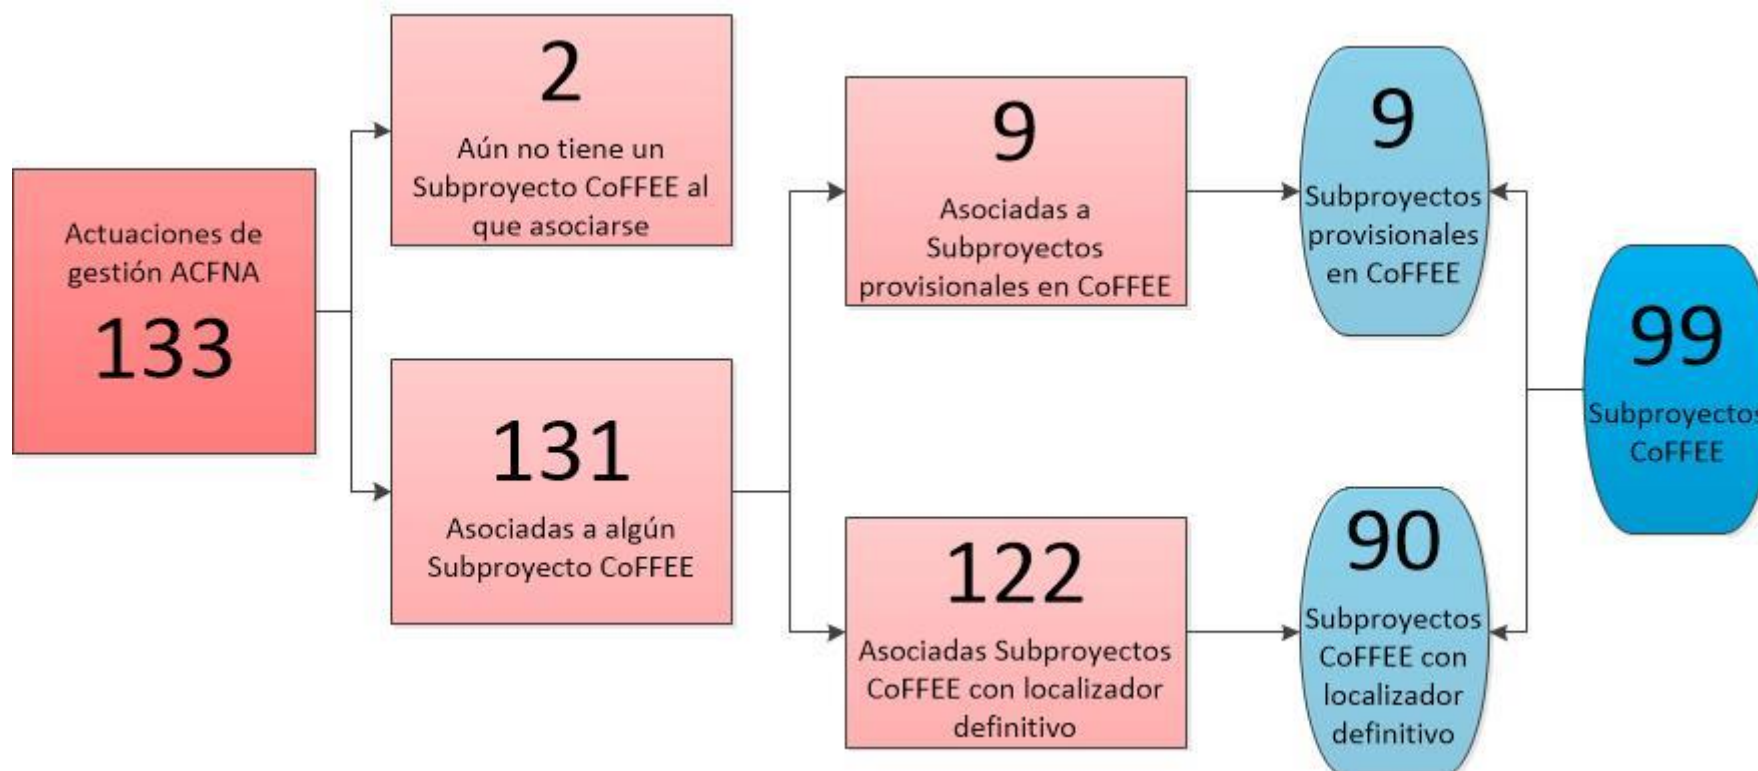 Actuaciones de
gestión ACFNA
133
2
Aún no tiene un
Subproyecto CoFFEE al
que asociarse
131
Asociadas a algún
Subproyecto CoFFEE
9
Asociadas a
Subproyectos
provisionales en CoFFEE
122
Asociadas Subproyectos
CoFFEE con localizador
definitivo
9
Subproyectos
provisionales
en CoFFEE
90
Subproyectos
CoFFEE con
localizador
definitivo
99
Subproyectos
CoFFEE